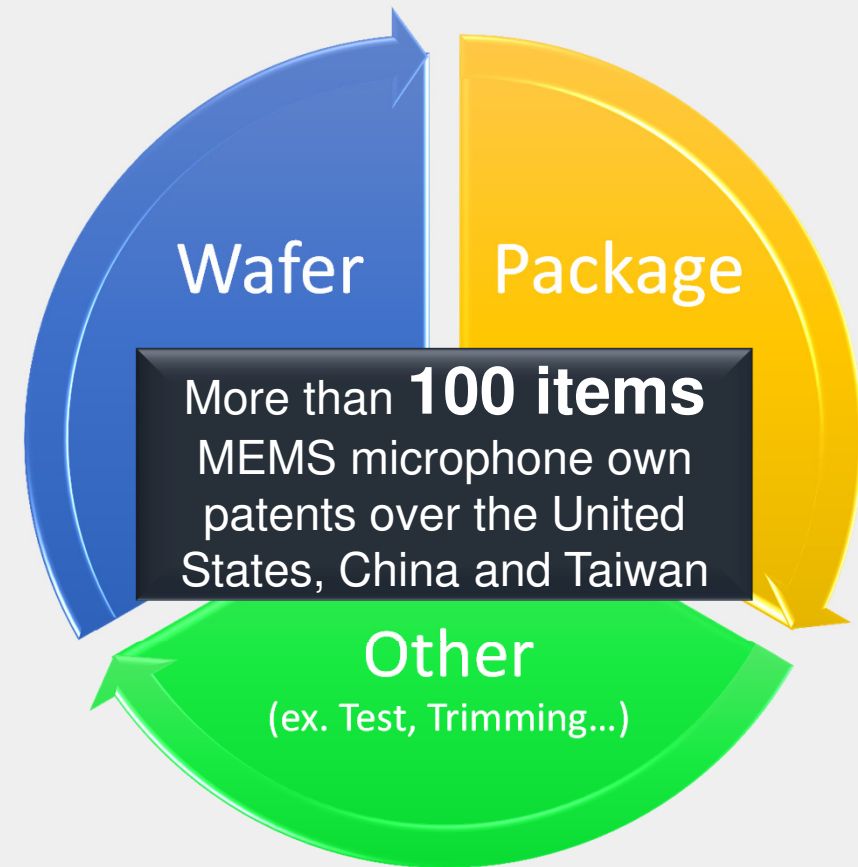 Wafer
Package
More than 100 items
MEMS microphone own
patents over the United
States, China and Taiwan
Other
(ex. Test, Trimming…)